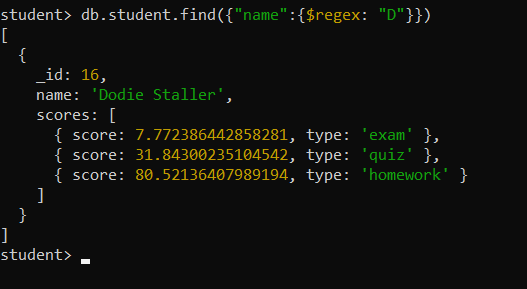 student> db.student.find({"name":{$regex: "D"}})
[
  {
    _id: 16,
    name: 'Dodie Staller',
    scores: [
      { score: 7.772386442858281, type: 'exam' },
      { score: 31.84300235104542, type: 'quiz' },
      { score: 80.52136407989194, type: 'homework' }
    ]
  }
]
student>